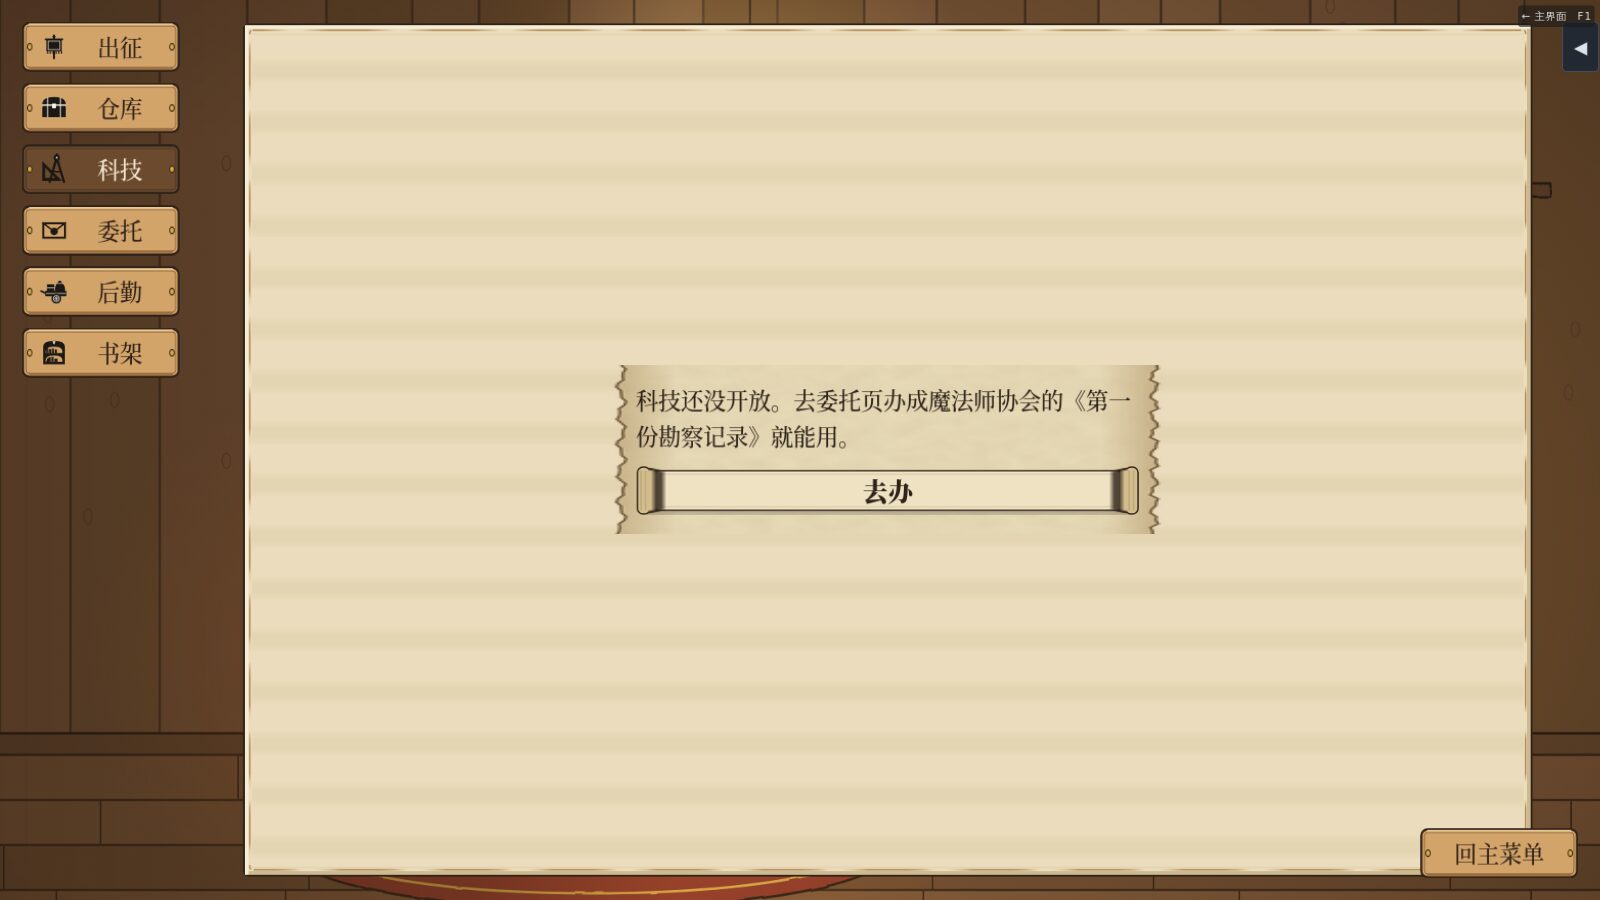 出征
仓库
科技
委托
后勤
书架
← 主界面 F1
科技还没开放。去委托页办成魔法师协会的《第一
份勘察记录》就能用。
去办
回主菜单